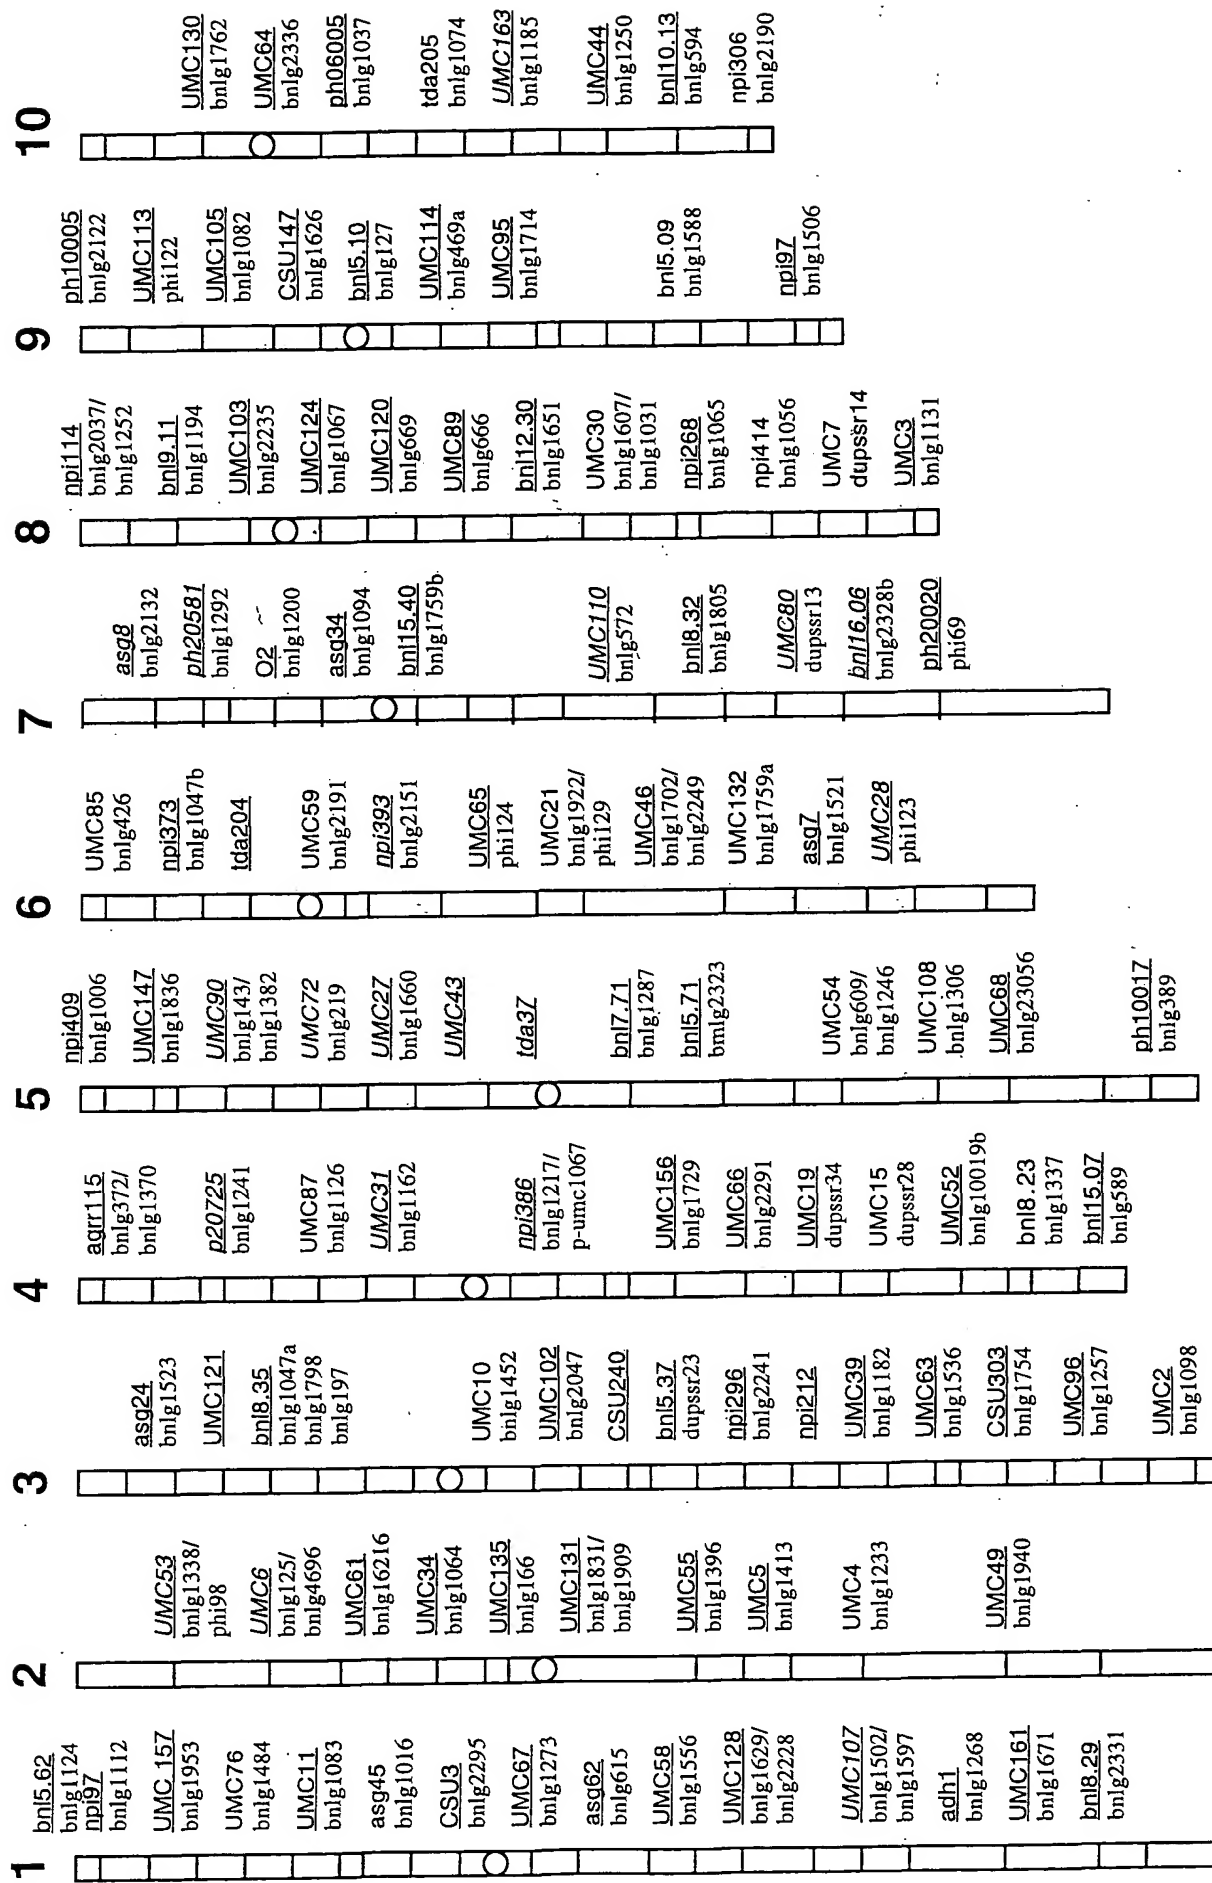 1
bnl5.62
bnlg1124
npi97
bnlg1112
UMC 157
bnlg1953
UMC76
bnlg1484
UMC11
bnlg1083
asg45
bnlg1016
CSU3
bnlg2295
UMC67
bnlg1273
asg62
bnlg615
UMC58
bnlg1556
UMC128
bnlg1629/
bnlg2228
UMC107
bnlg1502/
bnlg1597
adh1
bnlg1268
UMC161
bnlg1671
bnl8.29
bnlg2331
2
UMC53
bnlg1338/
phi98
UMC6
bnlg125/
bnlg4696
UMC61
bnlg16216
UMC34
bnlg1064
UMC135
bnlg166
UMC131
bnlg1831/
bnlg1909
UMC55
bnlg1396
UMC5
bnlg1413
UMC4
bnlg1233
UMC49
bnlg1940
3
asg24
bnlg1523
UMC121
bnl8.35
bnlg1047a
bnlg1798
bnlg197
UMC10
bnlg1452
UMC102
bnlg2047
CSU240
bnl5.37
dupssr23
npi296
bnlg2241
npi212
UMC39
bnlg1182
UMC63
bnlg1536
CSU303
bnlg1754
UMC96
bnlg1257
UMC2
bnlg1098
4
agrr115
bnlg372/
bnlg1370
p20725
bnlg1241
UMC87
bnlg1126
UMC31
bnlg1162
npi386
bnlg1217/
p-umc1067
UMC156
bnlg1729
UMC66
bnlg2291
UMC19
dupssr34
UMC15
dupssr28
UMC52
bnlg10019b
bnl8.23
bnlg1337
bnl15.07
bnlg589
5
npi409
bnlg1006
UMC147
bnlg1836
UMC90
bnlg143/
bnlg1382
UMC72
bnlg219
UMC27
bnlg1660
UMC43
tda37
bnl7.71
bnlg1287
bnl5.71
bmlg2323
UMC54
bnlg609/
bnlg1246
UMC108
bnlg1306
UMC68
bnlg23056
ph10017
bnlg389
6
UMC85
bnlg426
npi373
bnlg1047b
tda204
UMC59
bnlg2191
npi393
bnlg2151
UMC65
phi124
UMC21
bnlg1922/
phi129
UMC46
bnlg1702/
bnlg2249
UMC132
bnlg1759a
asg7
bnlg1521
UMC28
phi123
7
asg8
bnlg2132
ph20581
bnlg1292
O2
bnlg1200
asg34
bnlg1094
bnl15.40
bnlg1759b
UMC110
bnlg572
bnl8.32
bnlg1805
UMC80
dupssr13
bnl16.06
bnlg2328b
ph20020
phi69
8
npi114
bnlg2037/
bnlg1252
bnl9.11
bnlg1194
UMC103
bnlg2235
UMC124
bnlg1067
UMC120
bnlg669
UMC89
bnlg666
bnl12.30
bnlg1651
UMC30
bnlg1607/
bnlg1031
npi268
bnlg1065
npi414
bnlg1056
UMC7
dupssr14
UMC3
bnlg1131
9
ph10005
bnlg2122
UMC113
phi122
UMC105
bnlg1082
CSU147
bnlg1626
bnl5.10
bnlg127
UMC114
bnlg469a
UMC95
bnlg1714
bnl5.09
bnlg1588
npi97
bnlg1506
10
UMC130
bnlg1762
UMC64
bnlg2336
ph06005
bnlg1037
tda205
bnlg1074
UMC163
bnlg1185
UMC44
bnlg1250
bnl10.13
bnlg594
npi306
bnlg2190